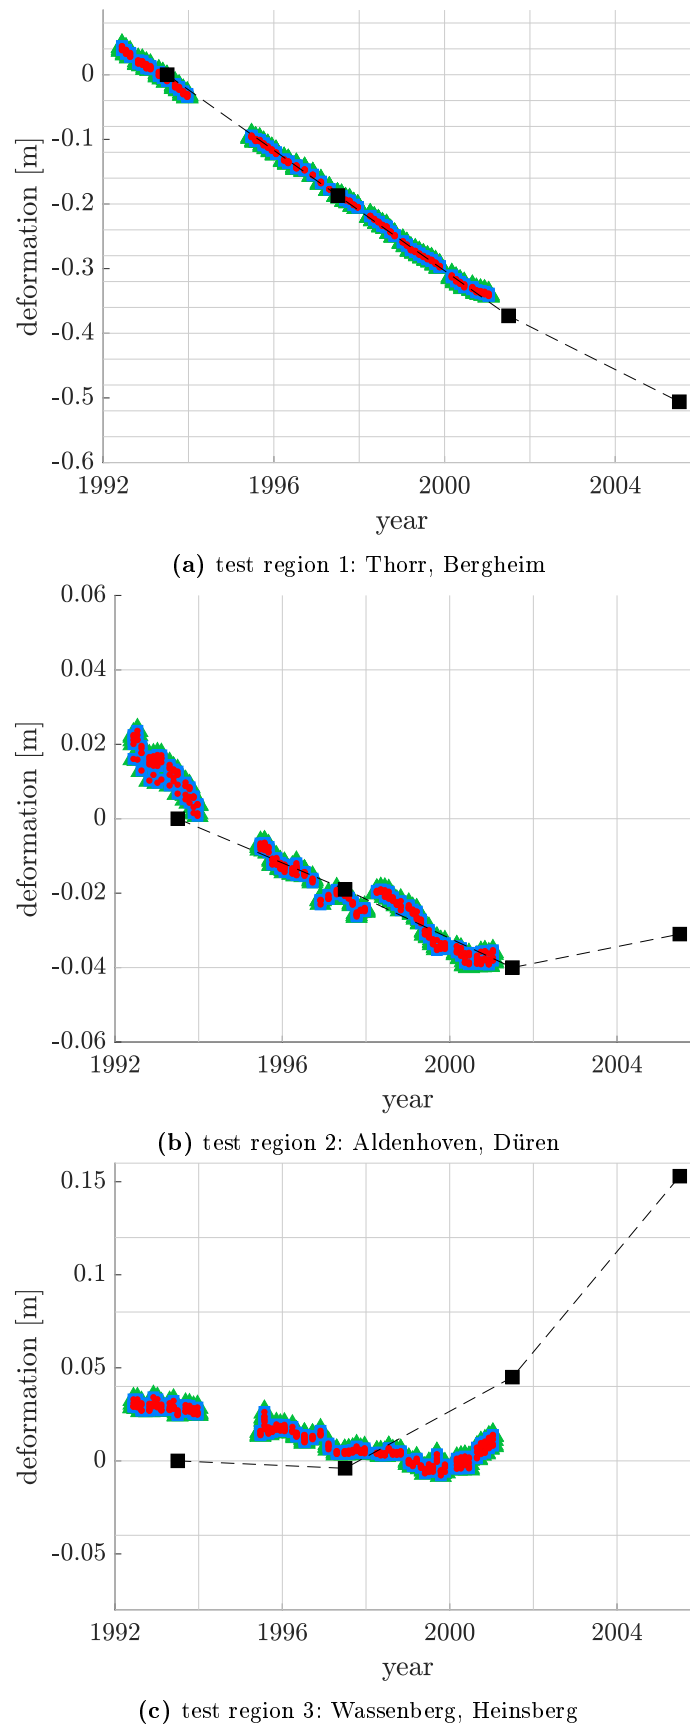 0
-0.1
-0.2
-0.3
-0.4
-0.5
-0.6
deformation [m]
1992 1996 2000 2004
year
(a) test region 1: Thorr, Bergheim
0.06
0.04
0.02
0
-0.02
-0.04
-0.06
deformation [m]
1992 1996 2000 2004
year
(b) test region 2: Aldenhoven, Düren
0.15
0.1
0.05
0
-0.05
deformation [m]
1992 1996 2000 2004
year
(c) test region 3: Wassenberg, Heinsberg